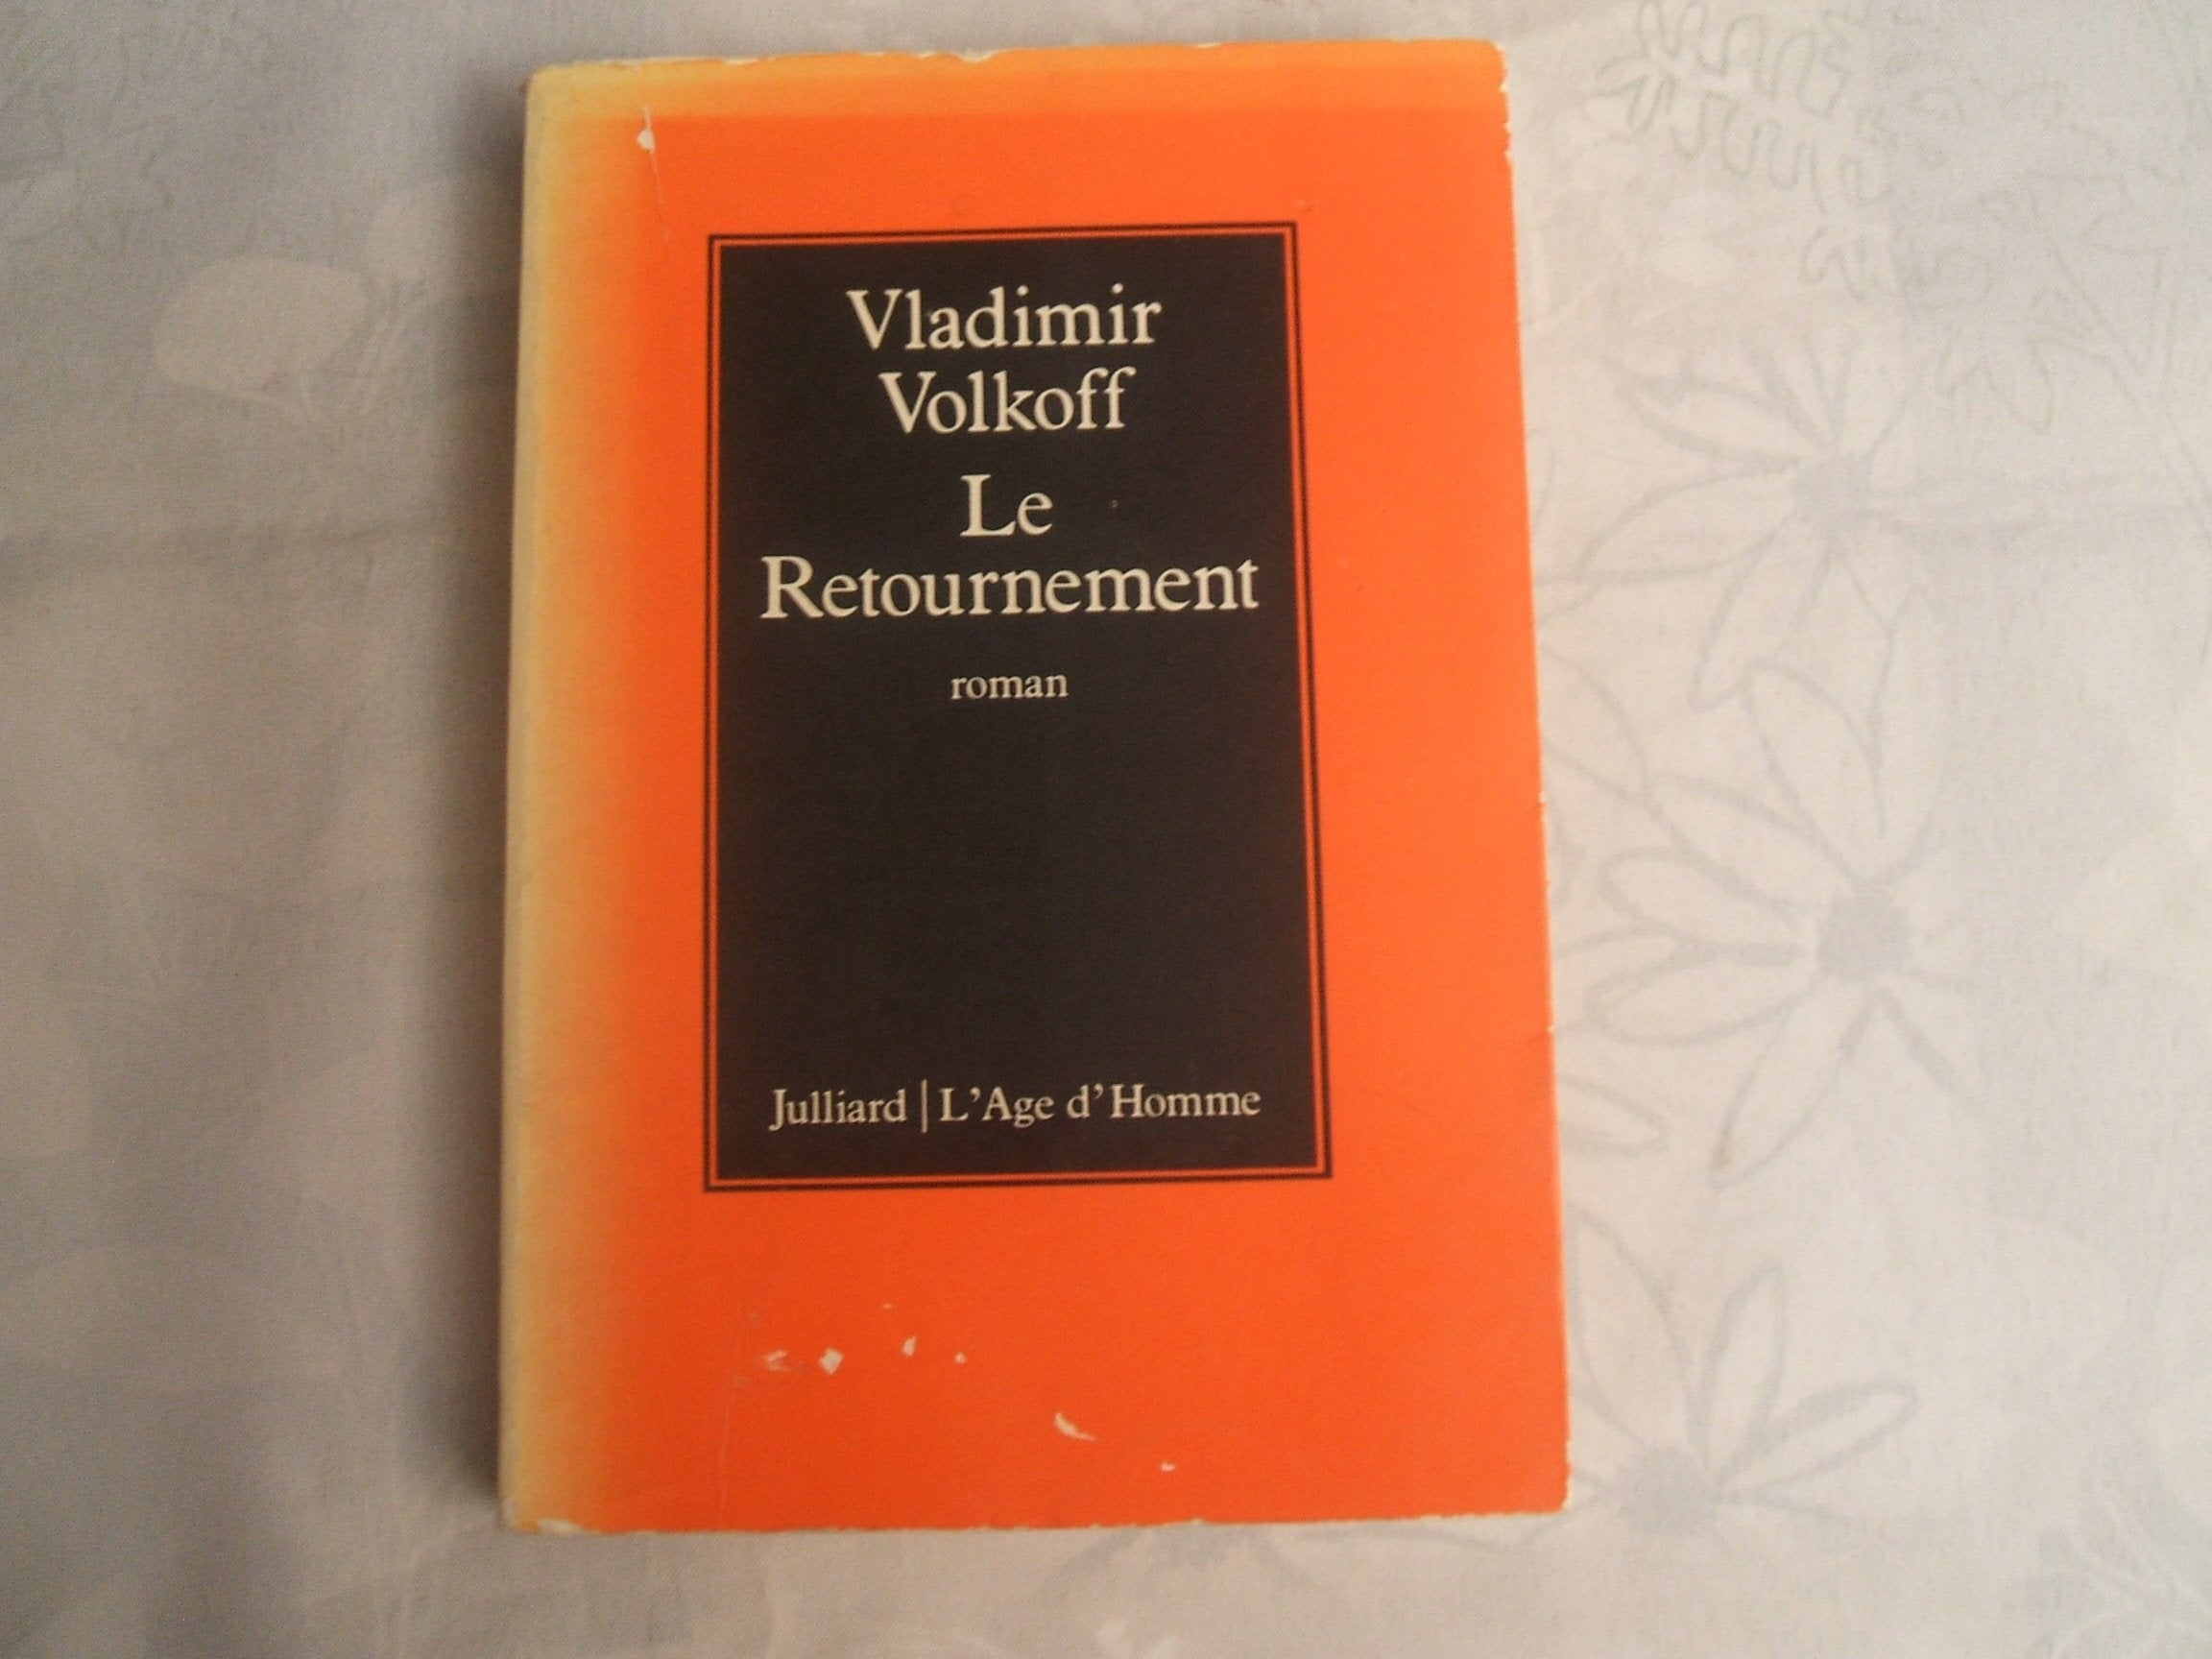 Vladimir
Volkoff
Le
Retournement
roman
Julliard | L'Age d'Homme